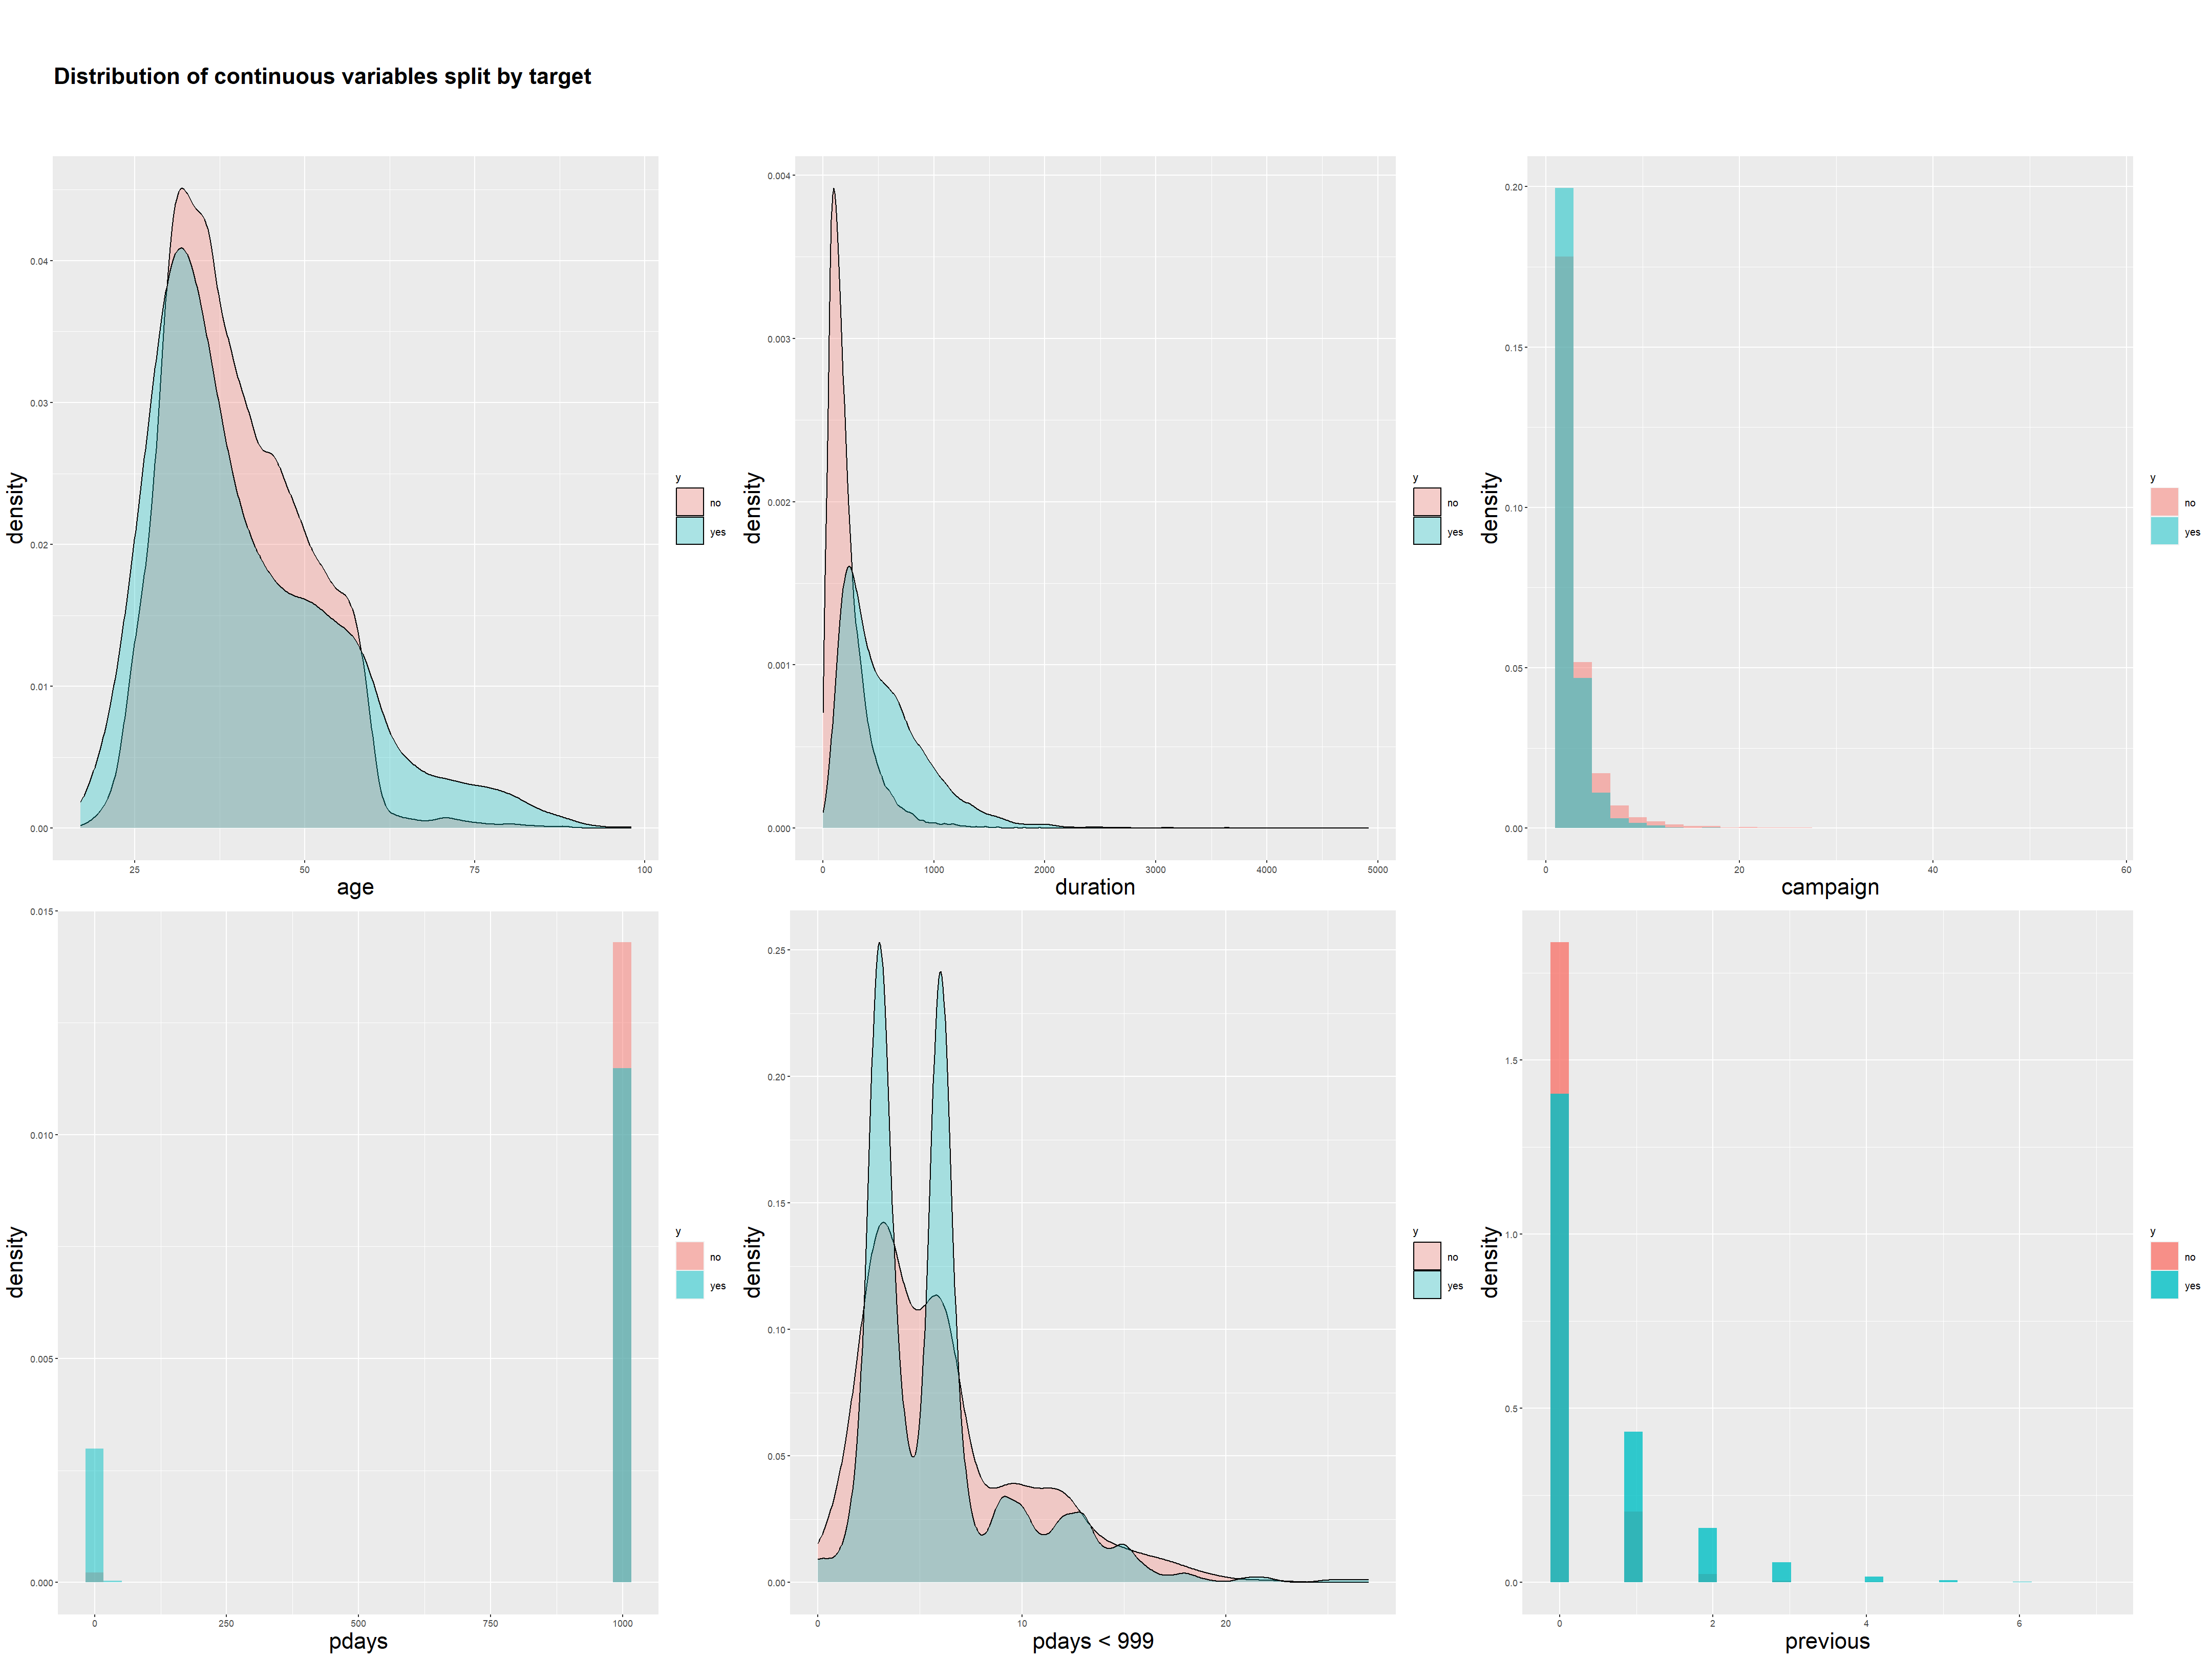 Distribution of continuous variables split by target
density
0.04
0.03
0.02
0.01
0.00
25 50 75 100
age
y
no
yes
density
0.004
0.003
0.002
0.001
0.000
0 1000 2000 3000 4000 5000
duration
y
no
yes
density
0.20
0.15
0.10
0.05
0.00
0 20 40 60
campaign
y
no
yes
density
0.015
0.010
0.005
0.000
0 250 500 750 1000
pdays
y
no
yes
density
0.25
0.20
0.15
0.10
0.05
0.00
0 10 20
pdays < 999
y
no
yes
density
1.5
1.0
0.5
0.0
0 2 4 6
previous
y
no
yes